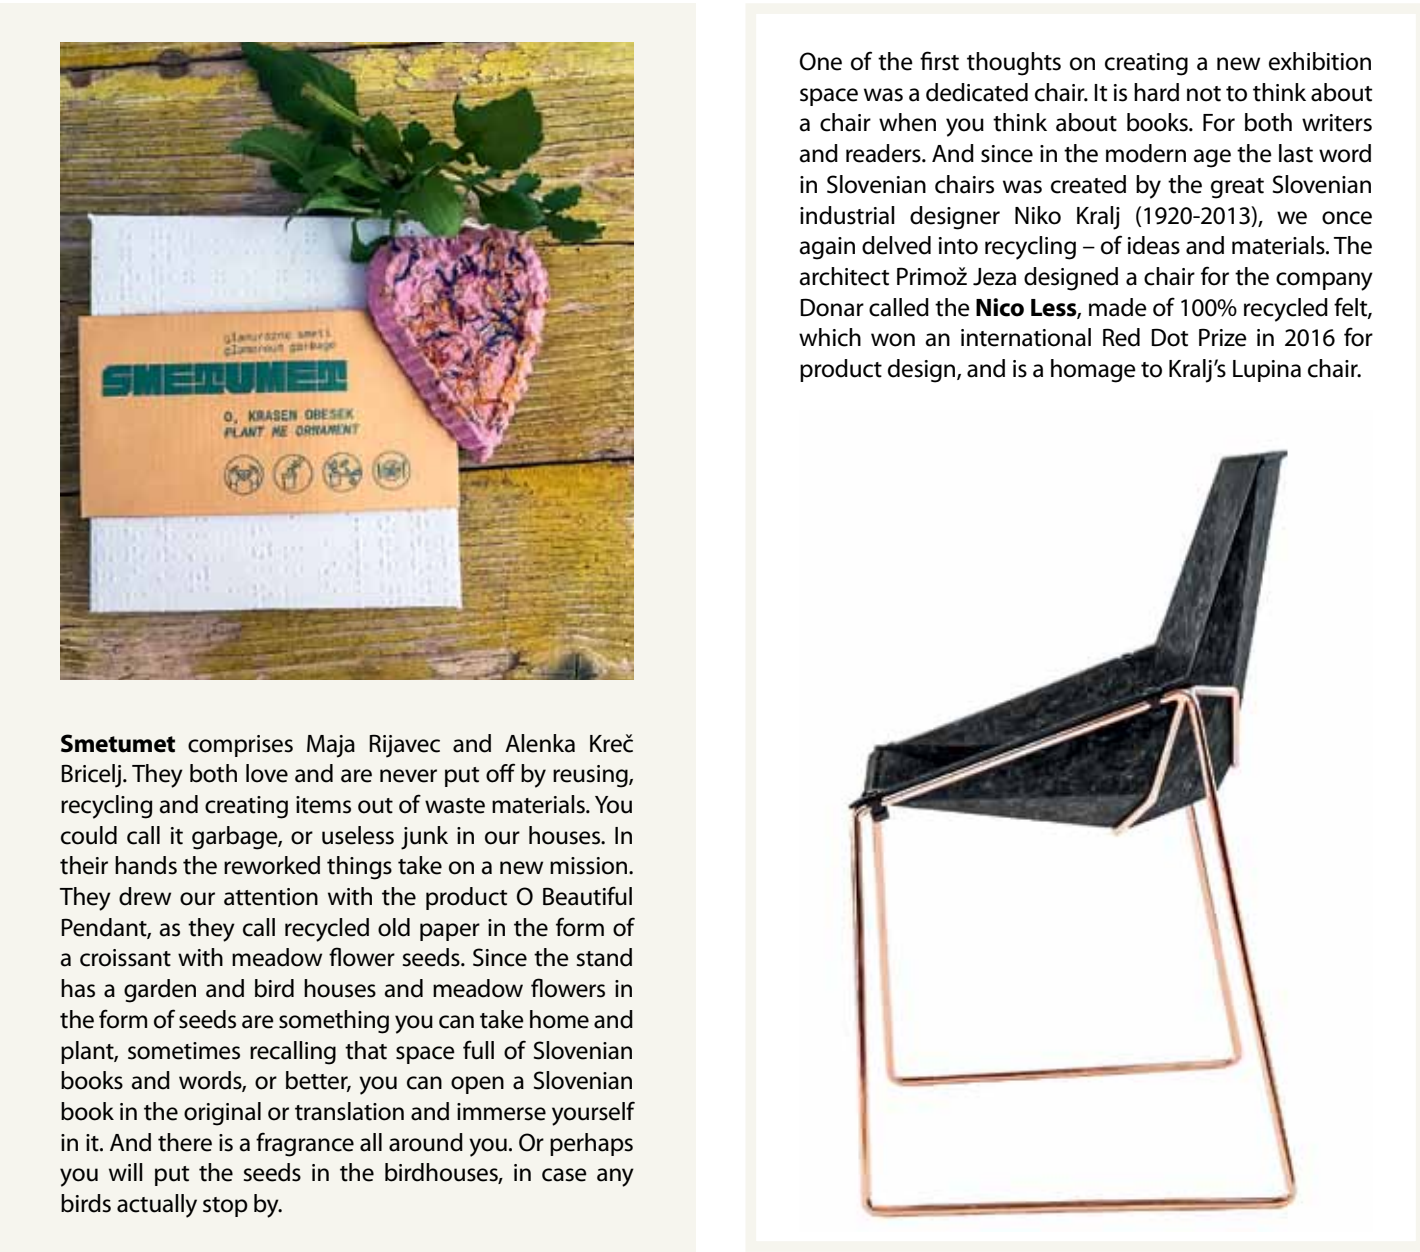 glamurozne smeti
glamorous garbage
SMETUMET
O, KRASEN OBESEK
PLANT ME ORNAMENT
Smetumet comprises Maja Rijavec and Alenka Kreč
Bricelj. They both love and are never put off by reusing,
recycling and creating items out of waste materials. You
could call it garbage, or useless junk in our houses. In
their hands the reworked things take on a new mission.
They drew our attention with the product O Beautiful
Pendant, as they call recycled old paper in the form of
a croissant with meadow flower seeds. Since the stand
has a garden and bird houses and meadow flowers in
the form of seeds are something you can take home and
plant, sometimes recalling that space full of Slovenian
books and words, or better, you can open a Slovenian
book in the original or translation and immerse yourself
in it. And there is a fragrance all around you. Or perhaps
you will put the seeds in the birdhouses, in case any
birds actually stop by.
One of the first thoughts on creating a new exhibition
space was a dedicated chair. It is hard not to think about
a chair when you think about books. For both writers
and readers. And since in the modern age the last word
in Slovenian chairs was created by the great Slovenian
industrial designer Niko Kralj (1920-2013), we once
again delved into recycling – of ideas and materials. The
architect Primož Jeza designed a chair for the company
Donar called the Nico Less, made of 100% recycled felt,
which won an international Red Dot Prize in 2016 for
product design, and is a homage to Kralj's Lupina chair.